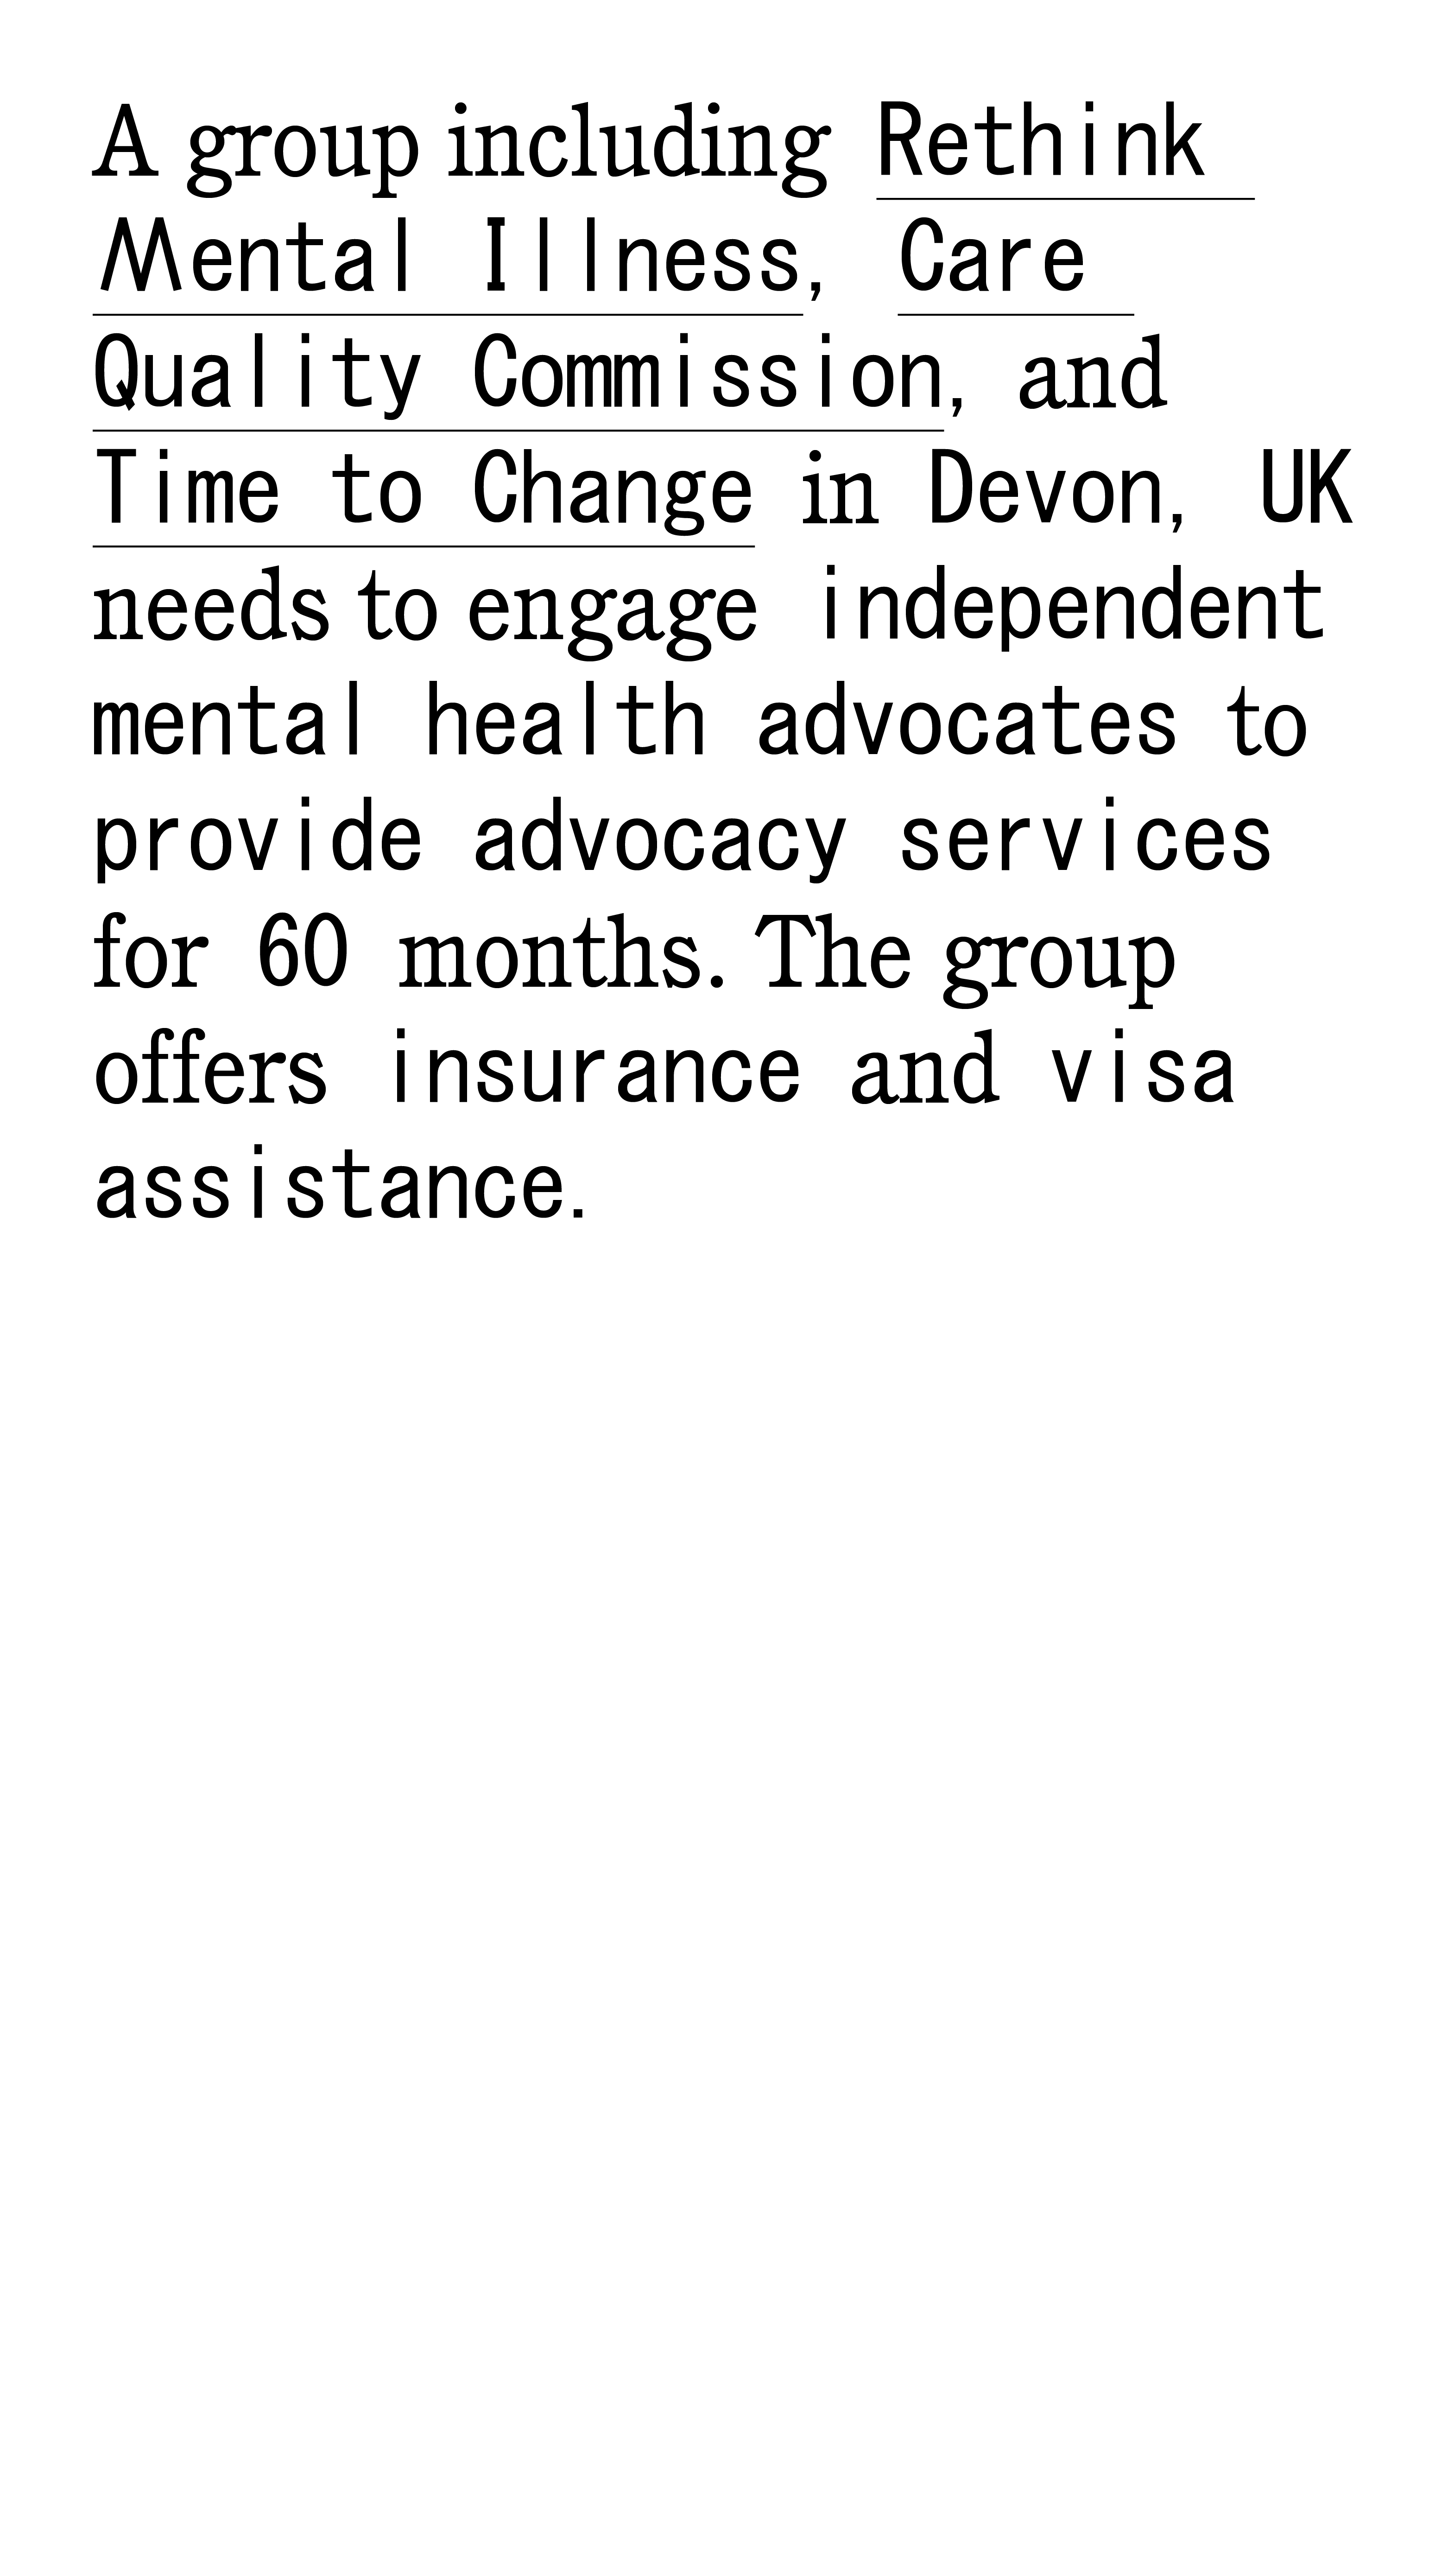 A group including Rethink
Mental Illness, Care
Quality Commission, and
Time to Change in Devon, UK
needs to engage independent
mental health advocates to
provide advocacy services
for 60 months. The group
offers insurance and visa
assistance.